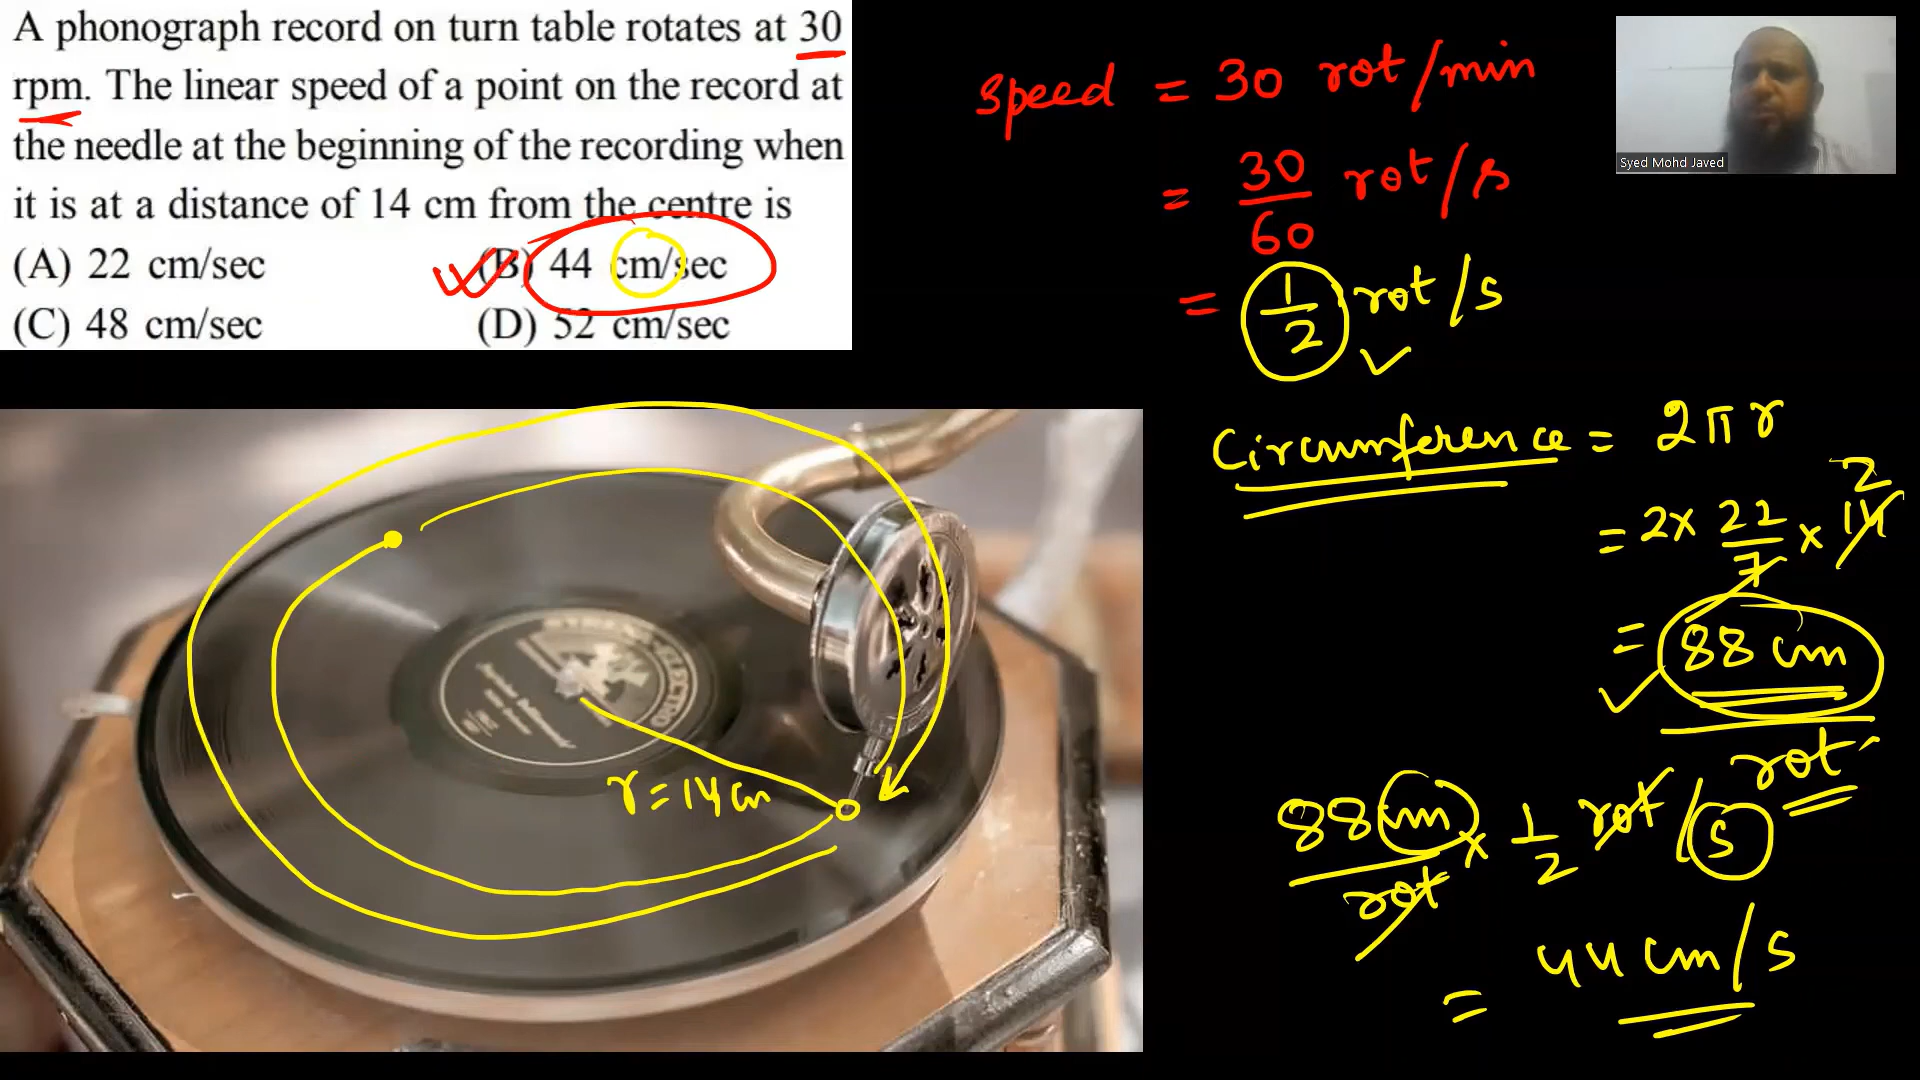 A phonograph record on turn table rotates at 30
rpm. The linear speed of a point on the record at
the needle at the beginning of the recording when
it is at a distance of 14 cm from the centre is
(A) 22 cm/sec (B) 44 cm/sec
(C) 48 cm/sec (D) 52 cm/sec
Speed = 30 rot/min
= 30/60 rot/s
= 1/2 rot/s
Syed Mohd Javed
Circumference = 2πr
= 2 x 22/7 x 14 2
= 88 cm
rot
88 cm/rot x 1/2 rot/s
= 44 cm/s
r = 14 cm